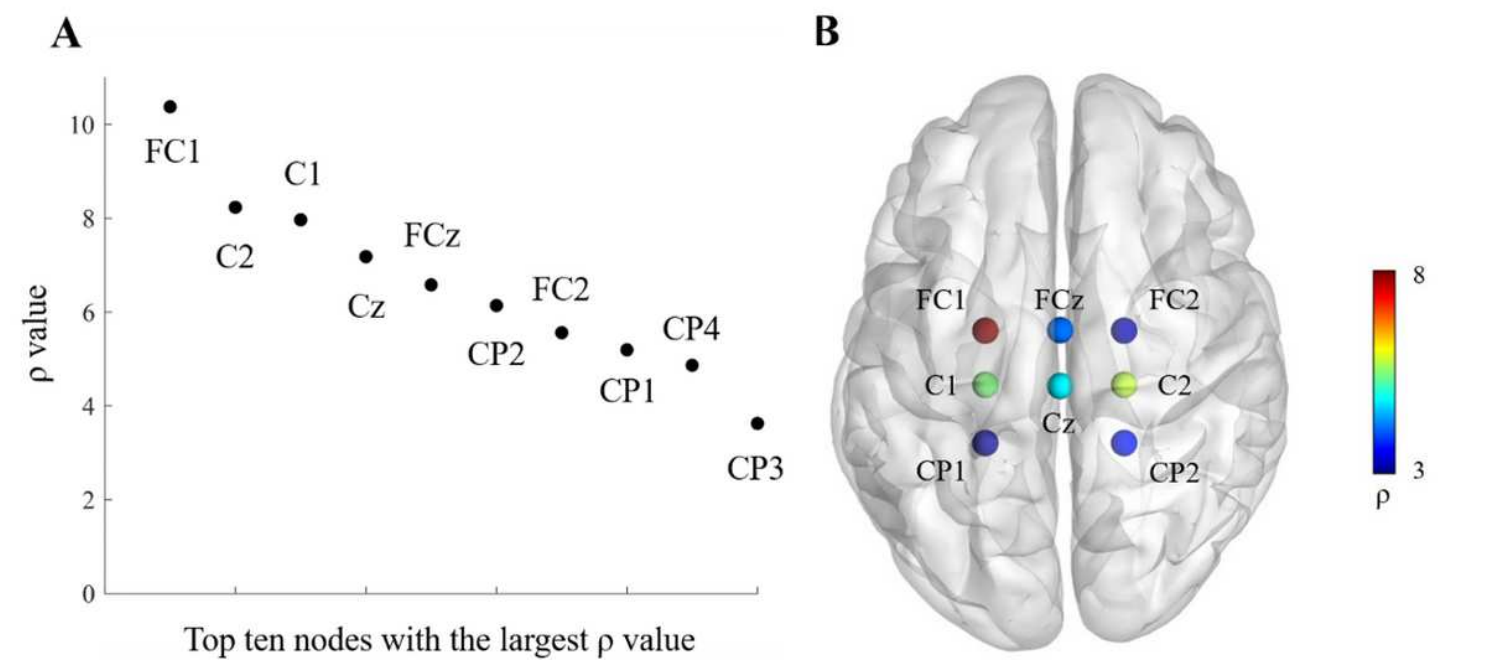 A
ρ value
10
8
6
4
2
0
FC1
C2
C1
Cz
FCz
CP2
FC2
CP1
CP4
CP3
Top ten nodes with the largest ρ value
B
FC1 FCz FC2
C1 C2
Cz
CP1 CP2
8
3
ρ